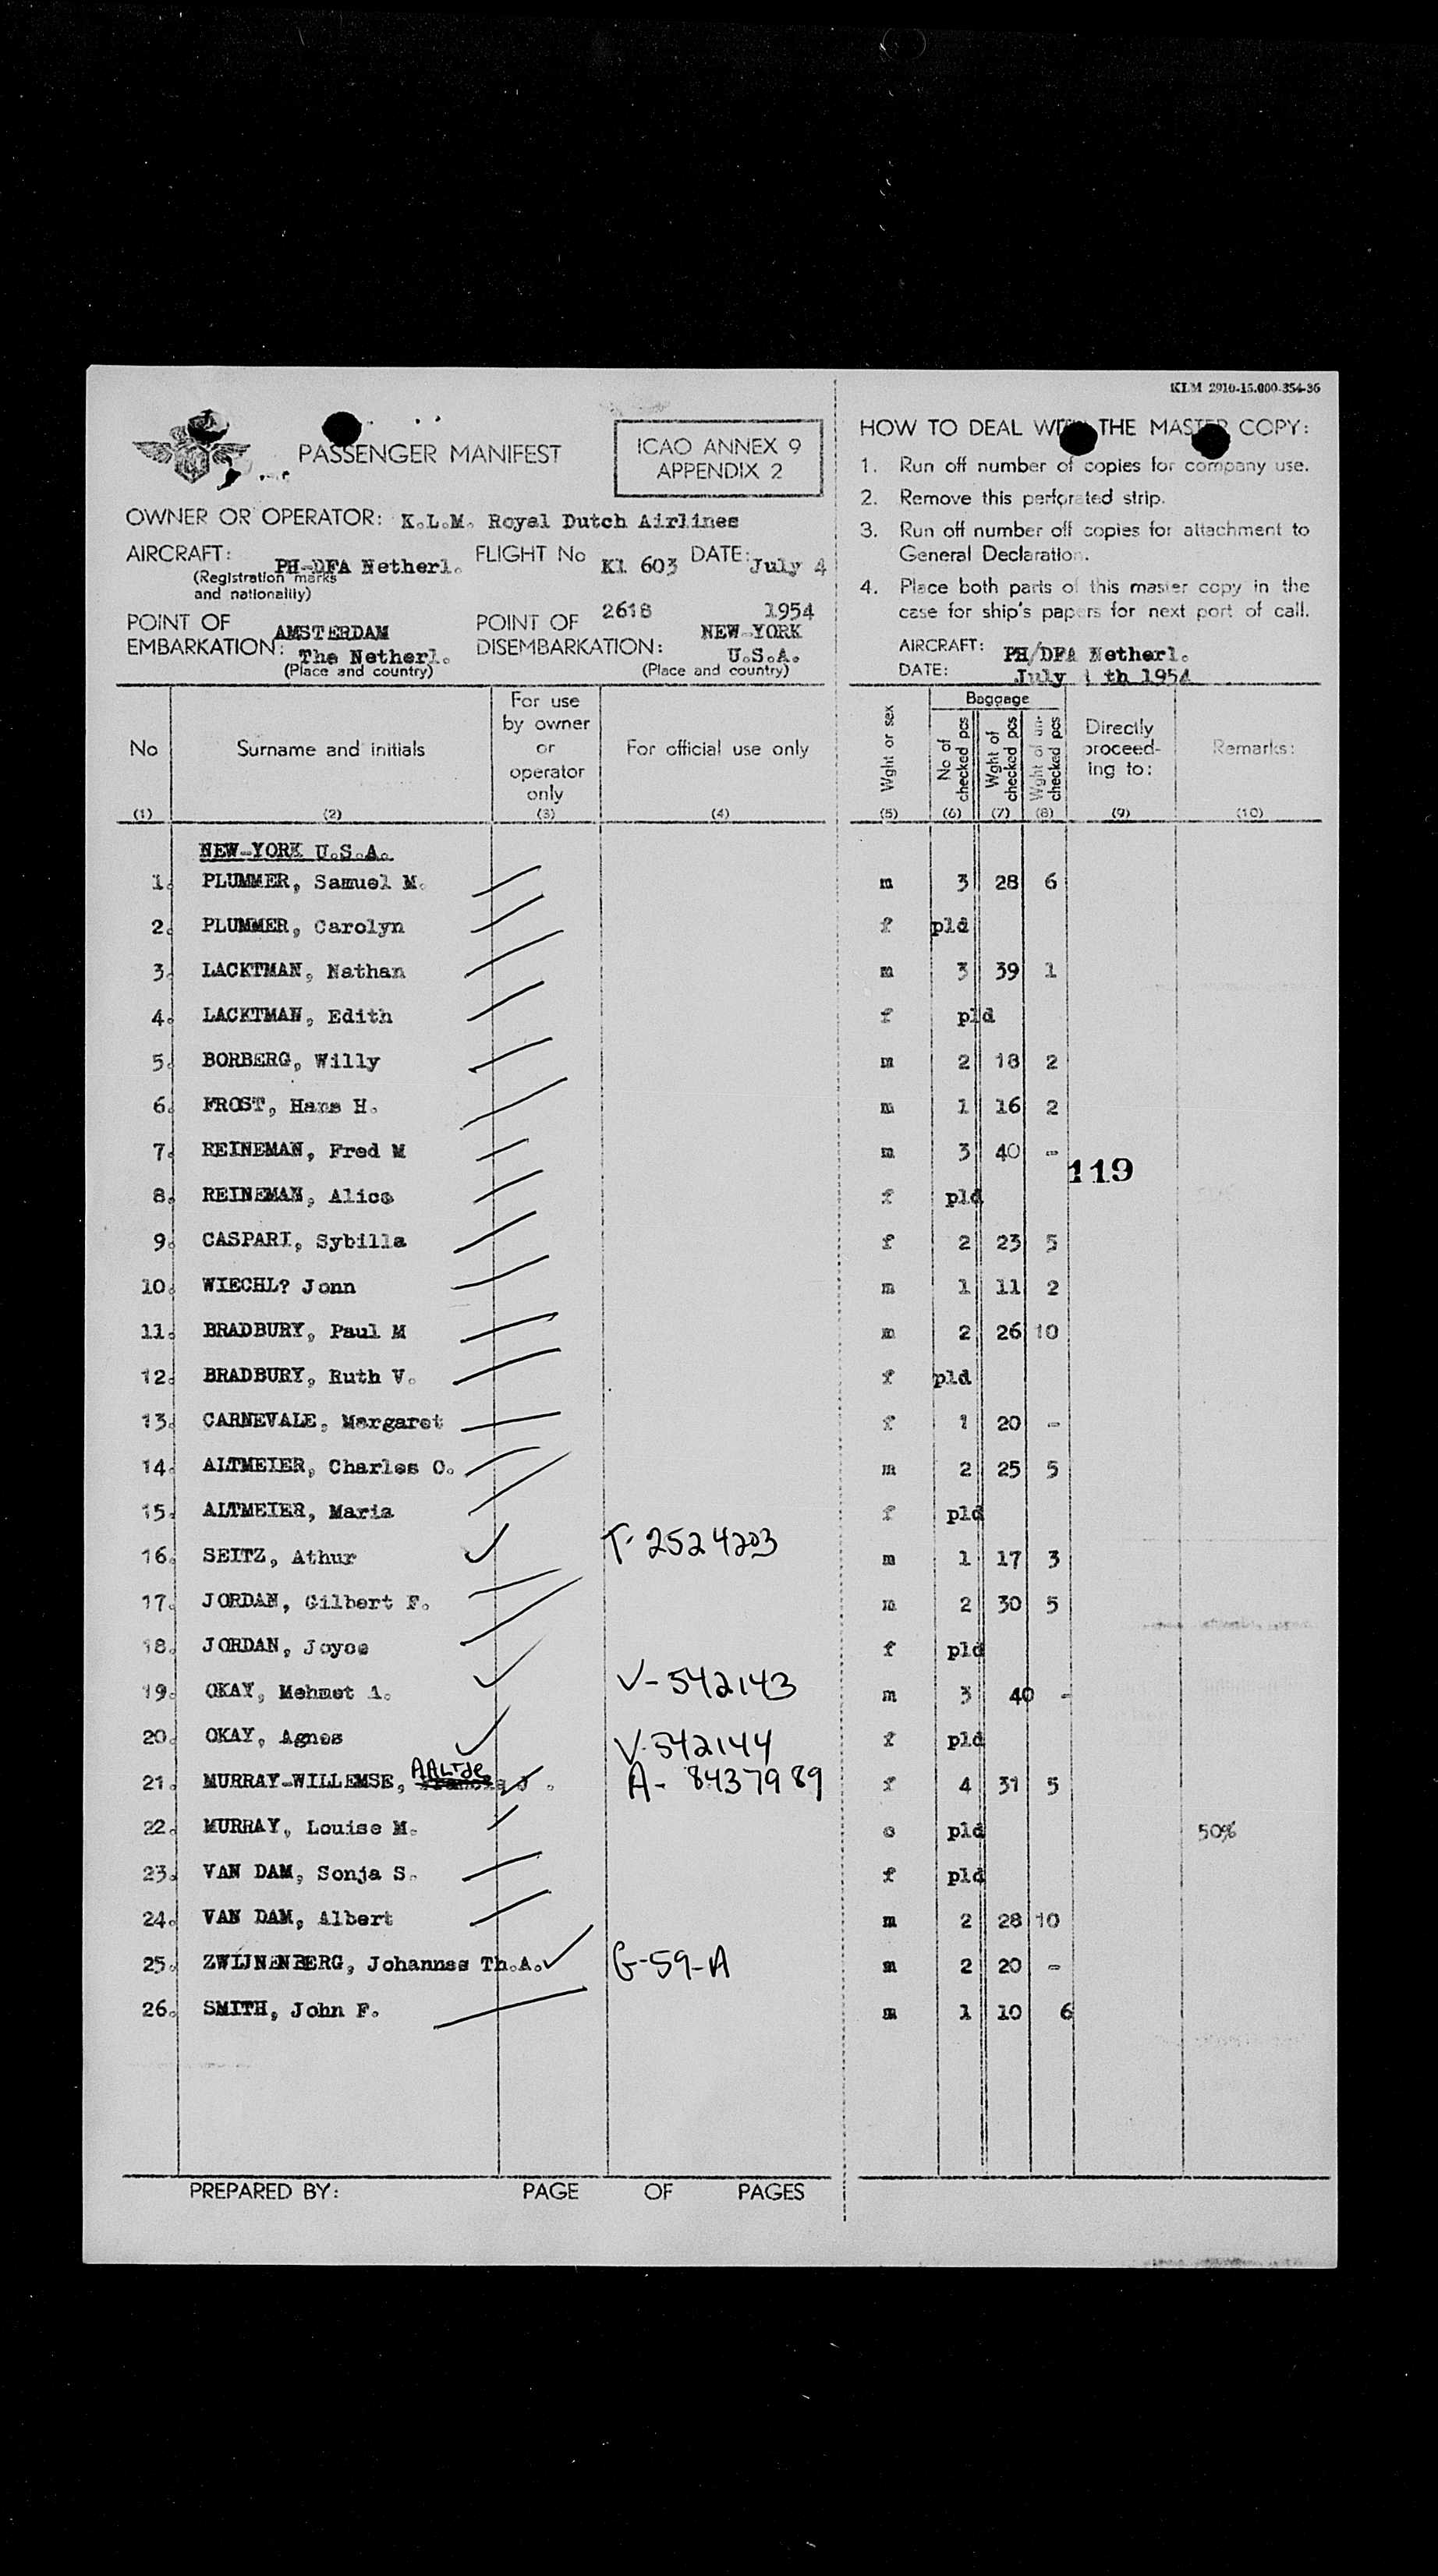 KLM 2910-15.000-354-36
PASSENGER MANIFEST
ICAO ANNEX 9
APPENDIX 2
OWNER OR OPERATOR: K.L.M. Royal Dutch Airlines
AIRCRAFT: PH-DFA Netherl. FLIGHT No Kl 603 DATE: July 4
(Registration marks
and nationality)
2618 1954
POINT OF EMBARKATION: AMSTERDAM
The Netherl.
(Place and country)
POINT OF DISEMBARKATION: NEW-YORK
U.S.A.
(Place and country)
HOW TO DEAL WITH THE MASTER COPY:
1. Run off number of copies for company use.
2. Remove this perforated strip.
3. Run off number off copies for attachment to
General Declaration.
4. Place both parts of this master copy in the
case for ship's papers for next port of call.
AIRCRAFT: PH/DFA Netherl.
DATE: July th 1954
No Surname and initials For use by owner or operator only For official use only Wght or sex Baggage No of checked pcs Wght of checked pcs Wght of un-checked pcs Directly proceed-ing to: Remarks:
(1) (2) (3) (4) (5) (6) (7) (8) (9) (10)
NEW-YORK U.S.A.
1. PLUMMER, Samuel M. m 3 28 6
2. PLUMMER, Carolyn f pld
3. LACKTMAN, Nathan m 3 39 1
4. LACKTMAN, Edith f pld
5. BORBERG, Willy m 2 18 2
6. FROST, Hans H. m 1 16 2
7. REINEMAN, Fred M m 3 40 -
119
8. REINEMAN, Alice f pld
9. CASPARI, Sybilla f 2 23 5
10. WIECHL? Jonn m 1 11 2
11. BRADBURY, Paul M m 2 26 10
12. BRADBURY, Ruth V. f pld
13. CARNEVALE, Margaret f 1 20 -
14. ALTMEIER, Charles C. m 2 25 5
15. ALTMEIER, Maria f pld
16. SEITZ, Athur T-2524203 m 1 17 3
17. JORDAN, Gilbert F. m 2 30 5
18. JORDAN, Joyce f pld
19. OKAY, Mehmet A. V-542143 m 3 40 -
20. OKAY, Agnes V-542144 f pld
21. MURRAY-WILLEMSE, AALTJE J. A-8437989 f 4 31 5
22. MURRAY, Louise M. c pld 50%
23. VAN DAM, Sonja S. f pld
24. VAN DAM, Albert m 2 28 10
25. ZWIJNENBERG, Johannes Th.A. G-59-A m 2 20 -
26. SMITH, John F. m 1 10 6
PREPARED BY: PAGE OF PAGES